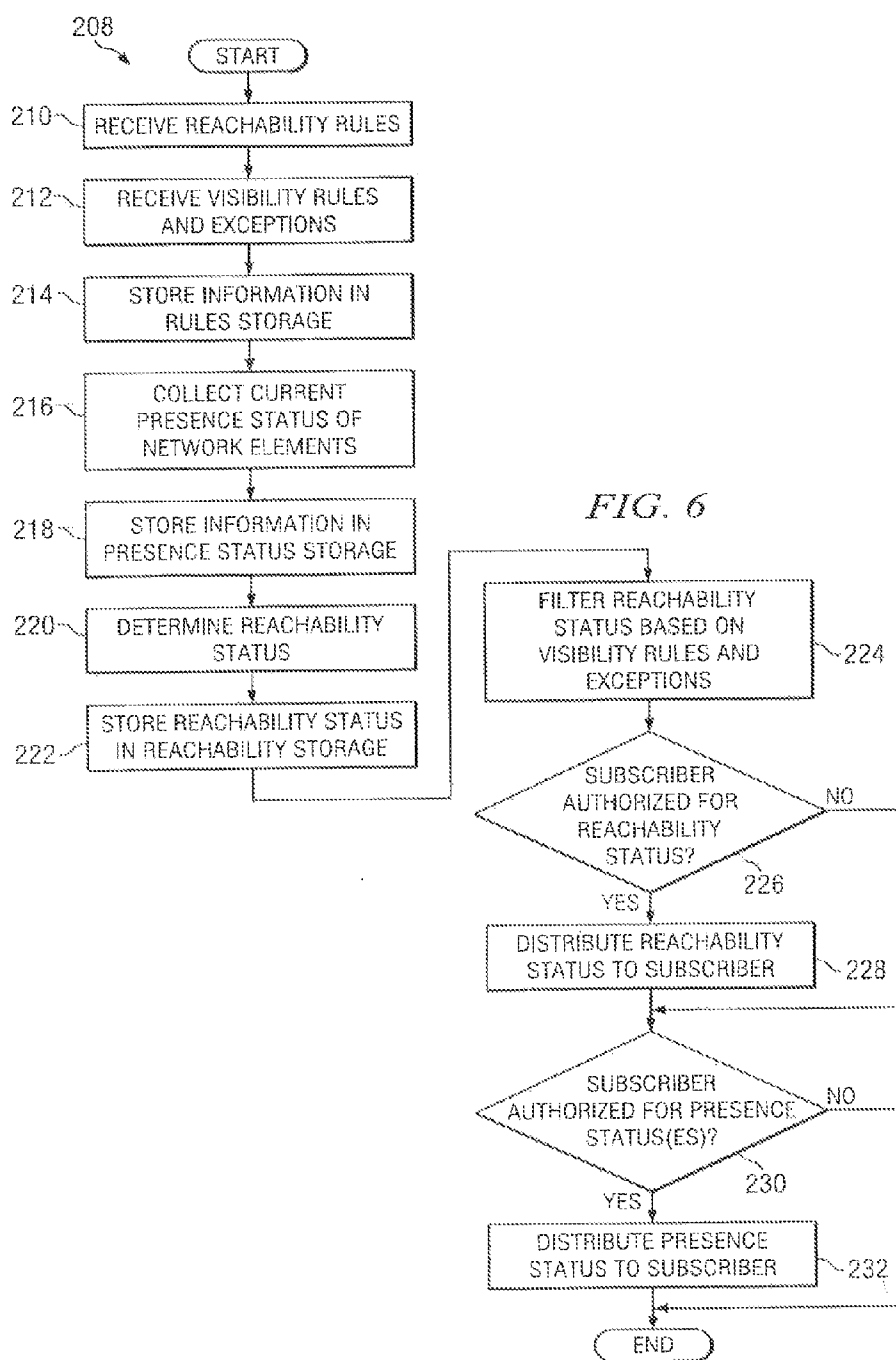 208
START
210
RECEIVE REACHABILITY RULES
212
RECEIVE VISIBILITY RULES
AND EXCEPTIONS
214
STORE INFORMATION IN
RULES STORAGE
216
COLLECT CURRENT
PRESENCE STATUS OF
NETWORK ELEMENTS
218
STORE INFORMATION IN
PRESENCE STATUS STORAGE
220
DETERMINE REACHABILITY
STATUS
222
STORE REACHABILITY STATUS
IN REACHABILITY STORAGE
FIG. 6
FILTER REACHABILITY
STATUS BASED ON
VISIBILITY RULES AND
EXCEPTIONS
224
SUBSCRIBER
AUTHORIZED FOR
REACHABILITY
STATUS?
NO
226
YES
DISTRIBUTE REACHABILITY
STATUS TO SUBSCRIBER
228
SUBSCRIBER
AUTHORIZED FOR PRESENCE
STATUS(ES)?
NO
230
YES
DISTRIBUTE PRESENCE
STATUS TO SUBSCRIBER
232
END